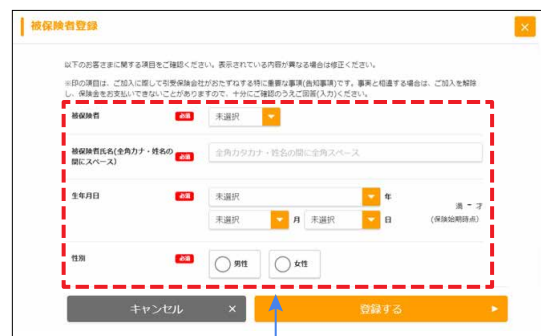 被保険者登録
×
以下のお客さまに関する項目をご確認ください。表示されている内容が異なる場合は修正ください。
※印の項目は、ご加入に際して引受保険会社がおたずねする特に重要な事項(告知事項)です。事実と相違する場合は、ご加入を解除
し、保険金をお支払いできないことがありますので、十分にご確認のうえご回答(入力)ください。
被保険者 必須 未選択
被保険者氏名(全角カナ・姓名の
間にスペース) 必須 全角カタカナ・姓名の間に全角スペース
生年月日 必須 未選択 年
未選択 月 未選択 日
満 - 才
(保険始期時点)
性別 必須 男性 女性
キャンセル × 登録する